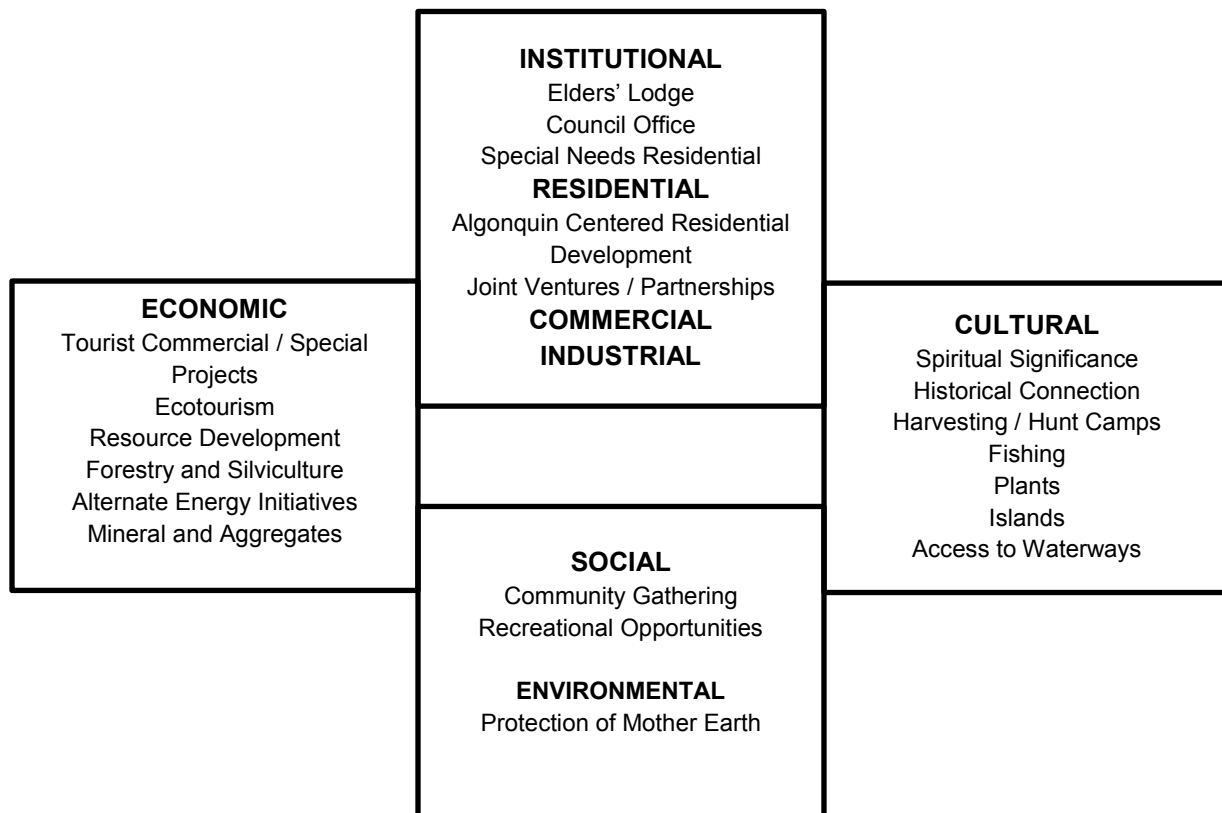 INSTITUTIONAL
Elders’ Lodge
Council Office
Special Needs Residential
RESIDENTIAL
Algonquin Centered Residential
Development
Joint Ventures / Partnerships
COMMERCIAL
INDUSTRIAL
ECONOMIC
Tourist Commercial / Special
Projects
Ecotourism
Resource Development
Forestry and Silviculture
Alternate Energy Initiatives
Mineral and Aggregates
CULTURAL
Spiritual Significance
Historical Connection
Harvesting / Hunt Camps
Fishing
Plants
Islands
Access to Waterways
SOCIAL
Community Gathering
Recreational Opportunities
ENVIRONMENTAL
Protection of Mother Earth